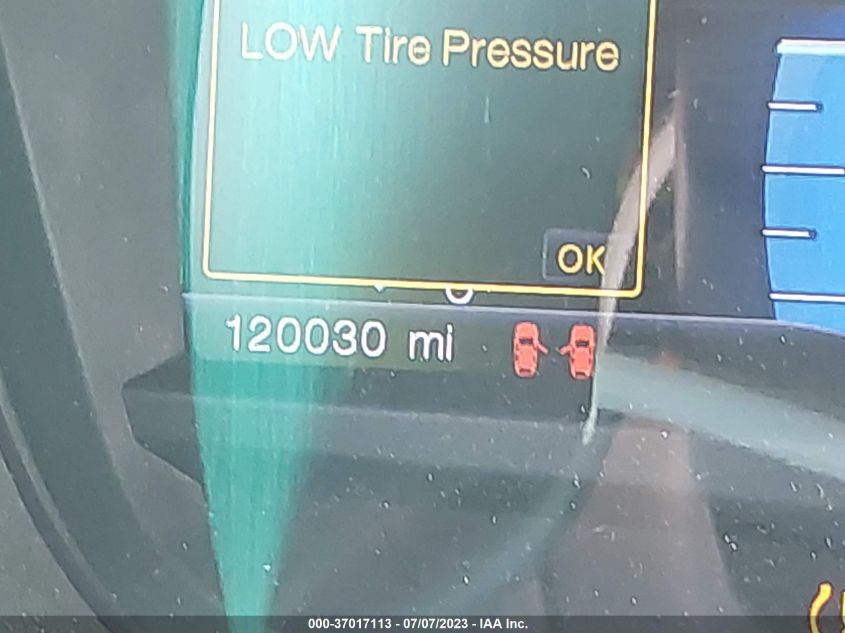 LOW Tire Pressure
OK
120030 mi
000-37017113 - 07/07/2023 - IAA Inc.